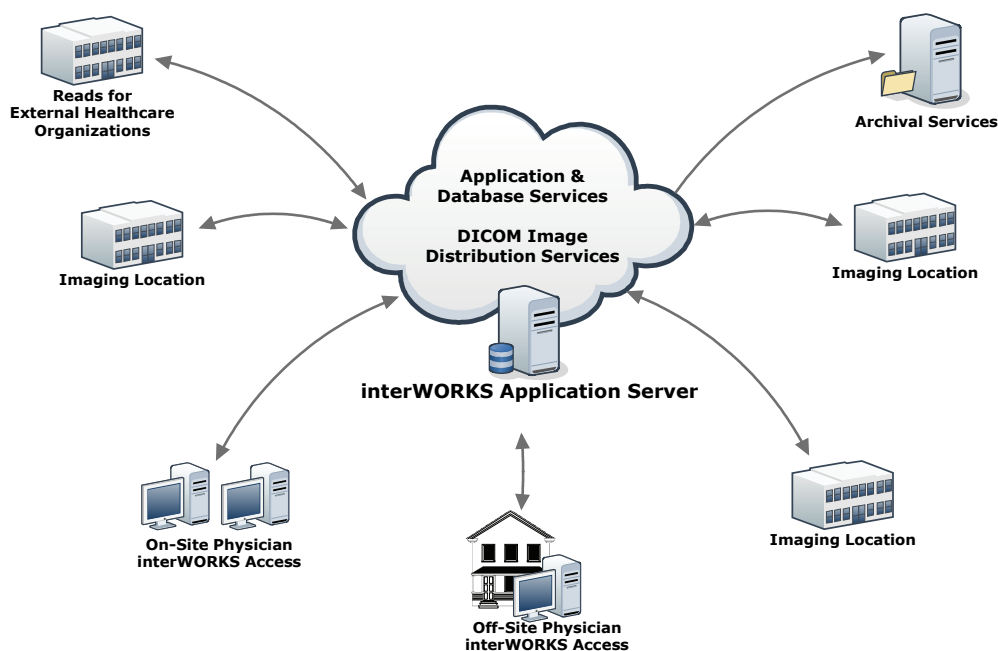 Reads for
External Healthcare
Organizations
Archival Services
Application &
Database Services
DICOM Image
Distribution Services
Imaging Location
Imaging Location
interWORKS Application Server
On-Site Physician
interWORKS Access
Imaging Location
Off-Site Physician
interWORKS Access